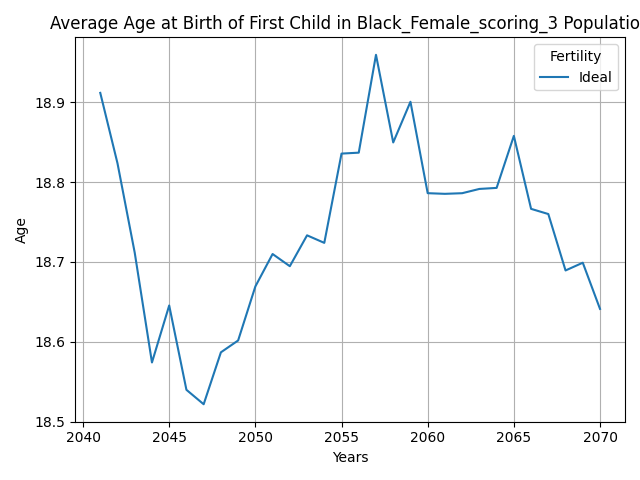 Average Age at Birth of First Child in Black_Female_scoring_3 Populatio
Fertility
Ideal
18.9
18.8
18.7
18.6
18.5
Age
2040 2045 2050 2055 2060 2065 2070
Years